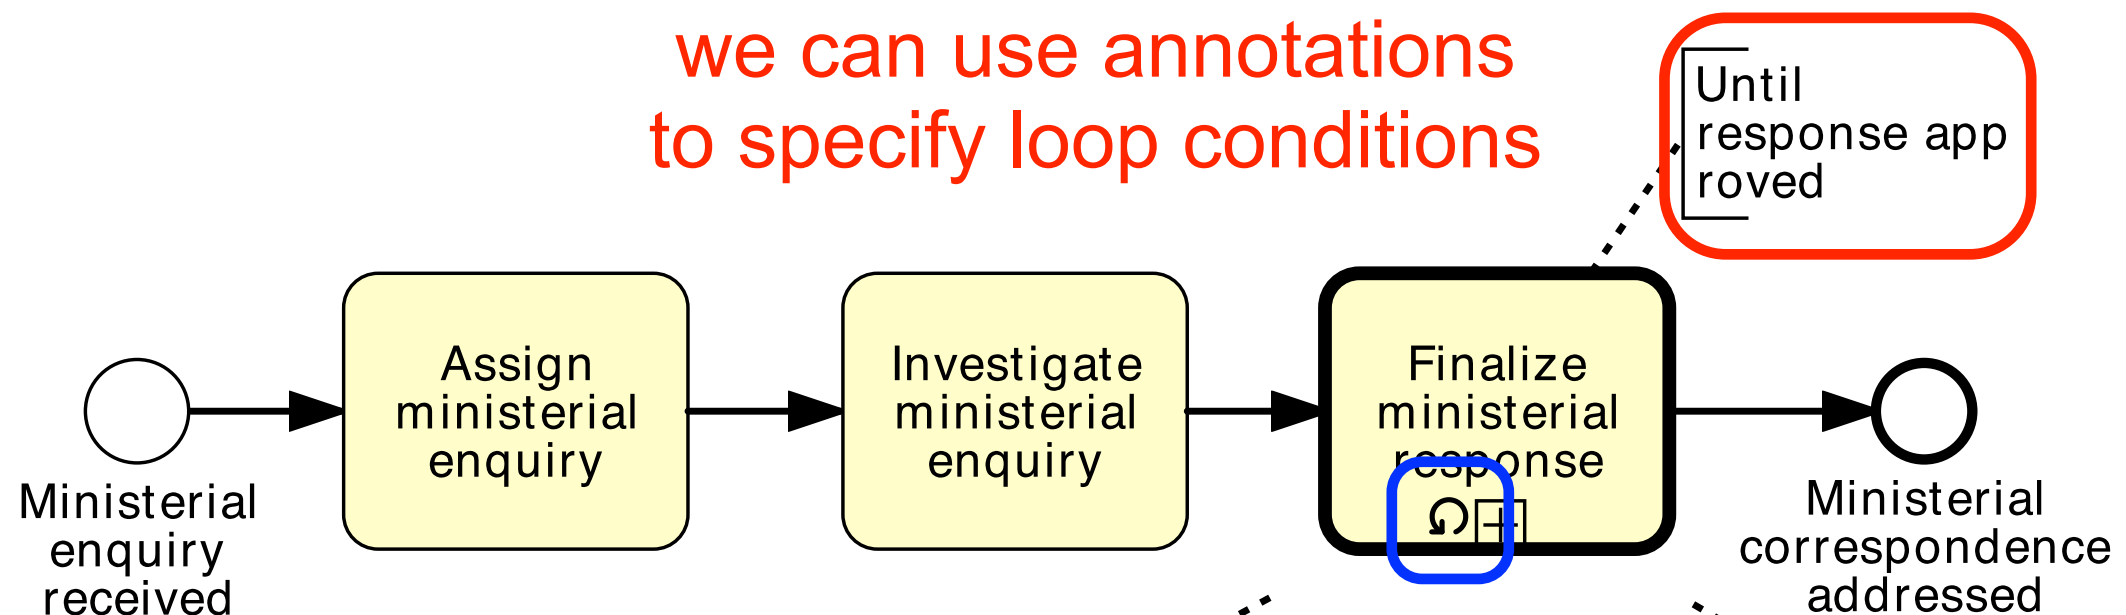 we can use annotations
to specify loop conditions
Until
response app
roved
Assign
ministerial
enquiry
Investigate
ministerial
enquiry
Finalize
ministerial
response
Ministerial
enquiry
received
Ministerial
correspondence
addressed